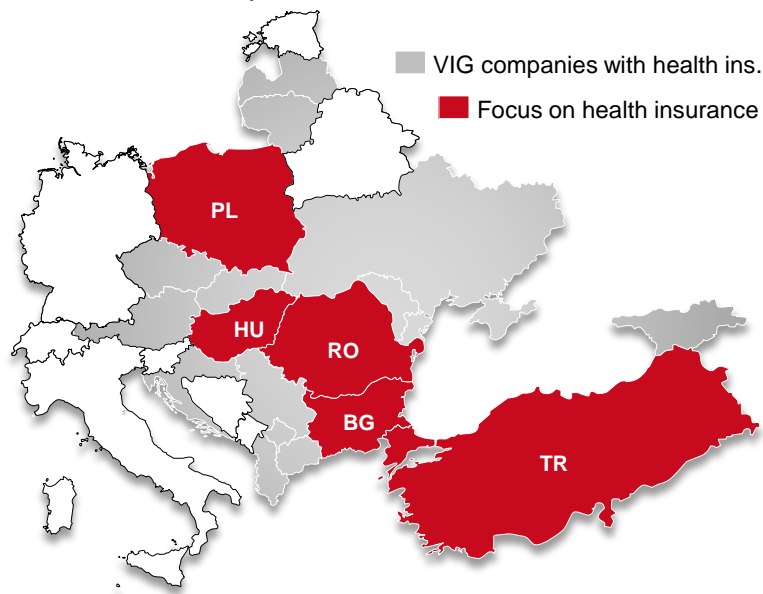 VIG companies with health ins.
Focus on health insurance
PL
HU
RO
BG
TR